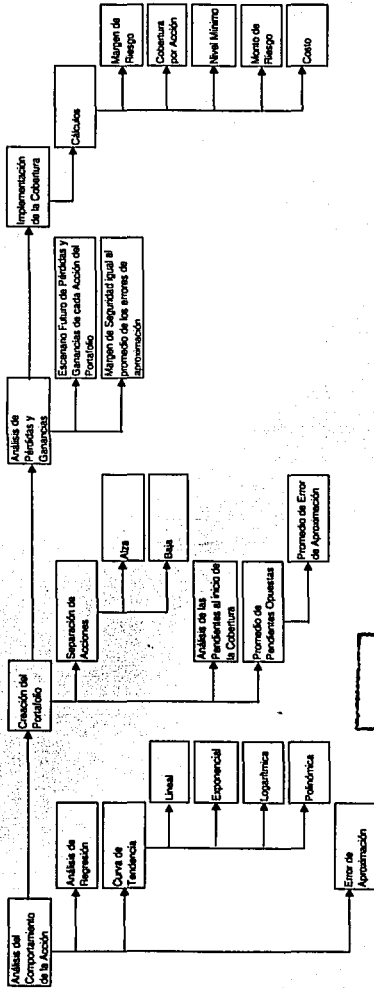 Análisis del
Comportamiento
de la Acción
Análisis de
Regresión
Curva de
Tendencia
Lineal
Exponencial
Logarítmica
Polinómica
Error de
Aproximación
Creación del
Portafolio
Separación de
Acciones
Alza
Baja
Análisis de las
Pendientes al inicio de
la Cobertura
Promedio de
Pendientes Opuestas
Promedio de Error
de Aproximación
Análisis de
Pérdidas y
Ganancias
Escenario Futuro de Pérdidas y
Ganancias de cada Acción del
Portafolio
Margen de Seguridad igual al
promedio de los errores de
aproximación
Implementación
de la Cobertura
Cálculos
Margen de
Riesgo
Cobertura
por Acción
Nivel Mínimo
Monto de
Riesgo
Costo